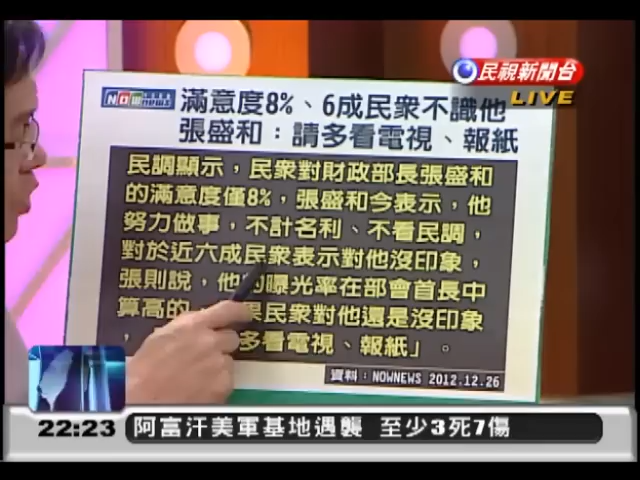 民視新聞台
LIVE
NOWnews
滿意度8%、6成民眾不識他
張盛和：請多看電視、報紙
民調顯示，民眾對財政部長張盛和
的滿意度僅8%，張盛和今表示，他
努力做事，不計名利、不看民調，
對於近六成民眾表示對他沒印象，
張則說，他的曝光率在部會首長中
算高的 果民眾對他還是沒印象
， 多看電視、報紙」。
資料：NOWNEWS 2012.12.26
22:23 阿富汗美軍基地遇襲 至少3死7傷